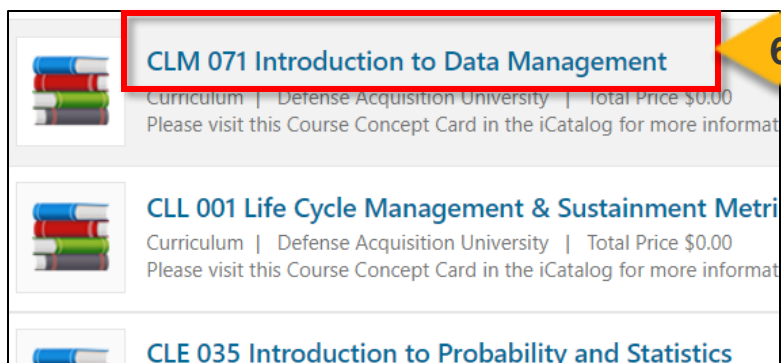 CLM 071 Introduction to Data Management
6
Curriculum | Defense Acquisition University | Total Price $0.00
Please visit this Course Concept Card in the iCatalog for more informat
CLL 001 Life Cycle Management & Sustainment Metri
Curriculum | Defense Acquisition University | Total Price $0.00
Please visit this Course Concept Card in the iCatalog for more informat
CLE 035 Introduction to Probability and Statistics